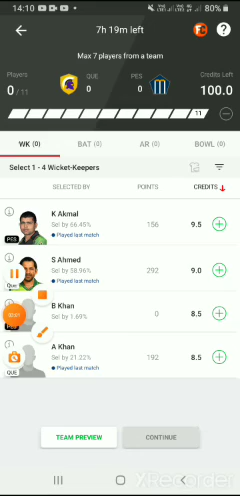 14:10
80%
7h 19m left
Max 7 players from a team
Players
0 / 11
QUE
0
PES
0
Credits Left
100.0
11
WK (0)
BAT (0)
AR (0)
BOWL (0)
Select 1 - 4 Wicket-Keepers
SELECTED BY
POINTS
CREDITS
K Akmal
Sel by 66.45%
Played last match
PES
156
9.5
S Ahmed
Sel by 58.96%
Played last match
QUE
292
9.0
B Khan
Sel by 1.69%
PES
0
8.5
A Khan
Sel by 21.22%
Played last match
QUE
192
8.5
TEAM PREVIEW
CONTINUE
XRecorder